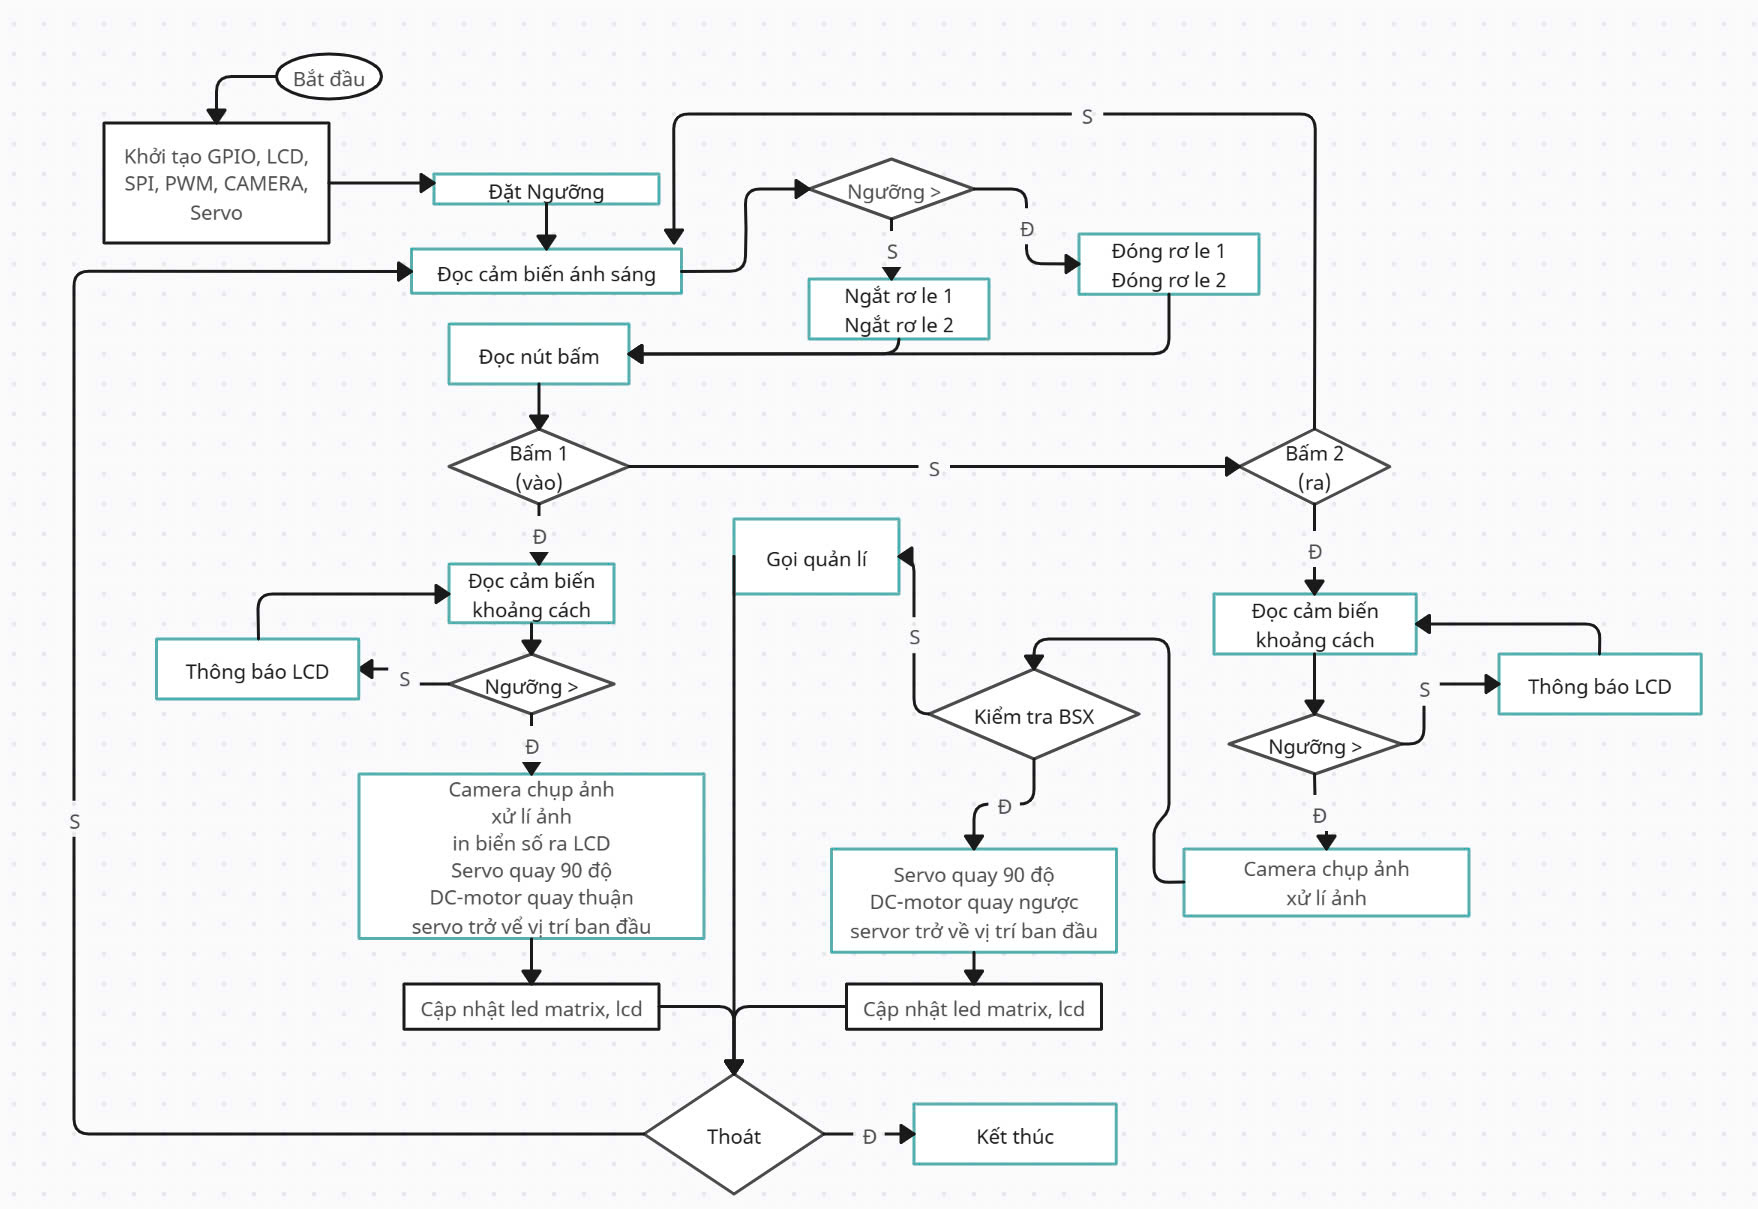 Bắt đầu
Khởi tạo GPIO, LCD,
SPI, PWM, CAMERA,
Servo
Đặt Ngưỡng
Đọc cảm biến ánh sáng
S
Ngưỡng >
S
Đ
Ngắt rơ le 1
Ngắt rơ le 2
Đóng rơ le 1
Đóng rơ le 2
Đọc nút bấm
Bấm 1
(vào)
S
Bấm 2
(ra)
Đ
Đọc cảm biến
khoảng cách
Ngưỡng >
S
Thông báo LCD
Đ
Camera chụp ảnh
xử lí ảnh
in biển số ra LCD
Servo quay 90 độ
DC-motor quay thuận
servo trở vể vị trí ban đầu
Cập nhật led matrix, lcd
Đ
Đọc cảm biến
khoảng cách
Ngưỡng >
S
Thông báo LCD
Đ
Camera chụp ảnh
xử lí ảnh
Kiểm tra BSX
S
Gọi quản lí
Đ
Servo quay 90 độ
DC-motor quay ngược
servor trở về vị trí ban đầu
Cập nhật led matrix, lcd
Thoát
S
Đ
Kết thúc